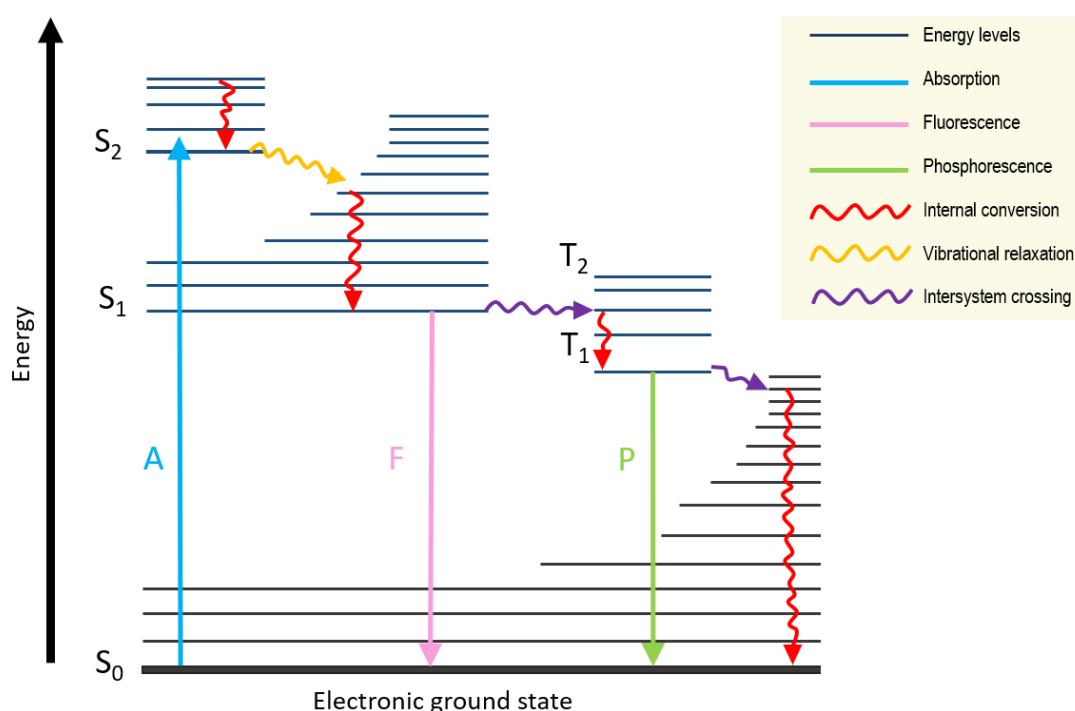 Energy levels
Absorption
Fluorescence
Phosphorescence
Internal conversion
Vibrational relaxation
Intersystem crossing
Energy
S₂
S₁
T₂
T₁
A
F
P
S₀
Electronic ground state